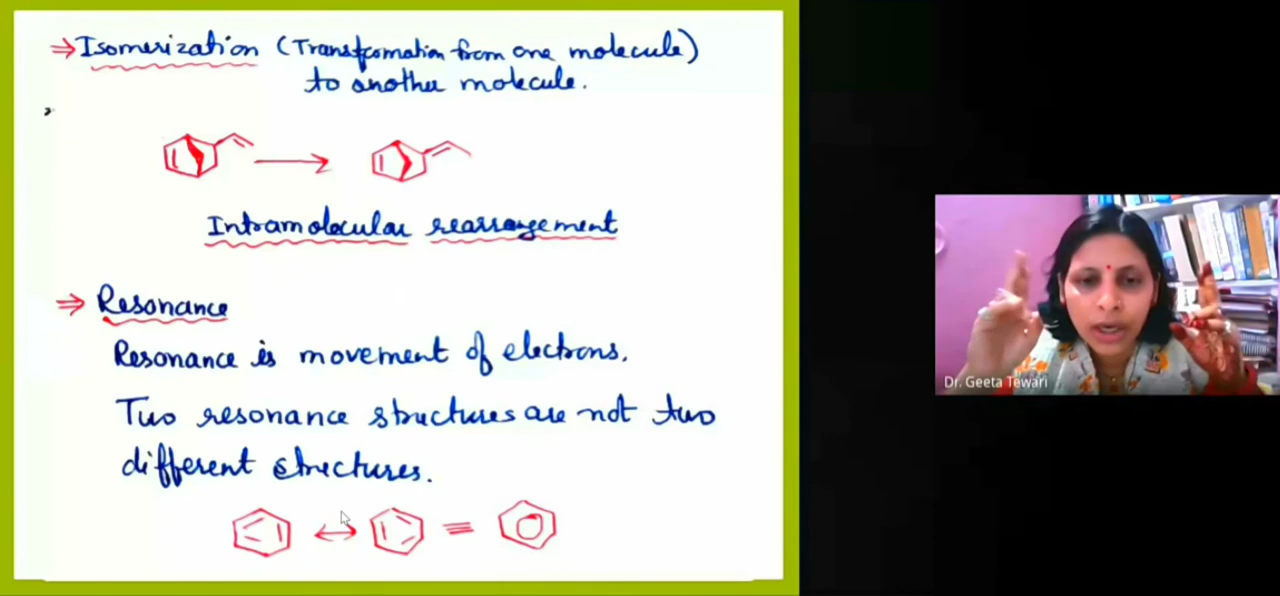 ⇒ Isomerization (Transformation from one molecule)
to another molecule.
Intramolecular rearrangement
⇒ Resonance
Resonance is movement of electrons.
Two resonance structures are not two
different structures.
Dr. Geeta Tewari